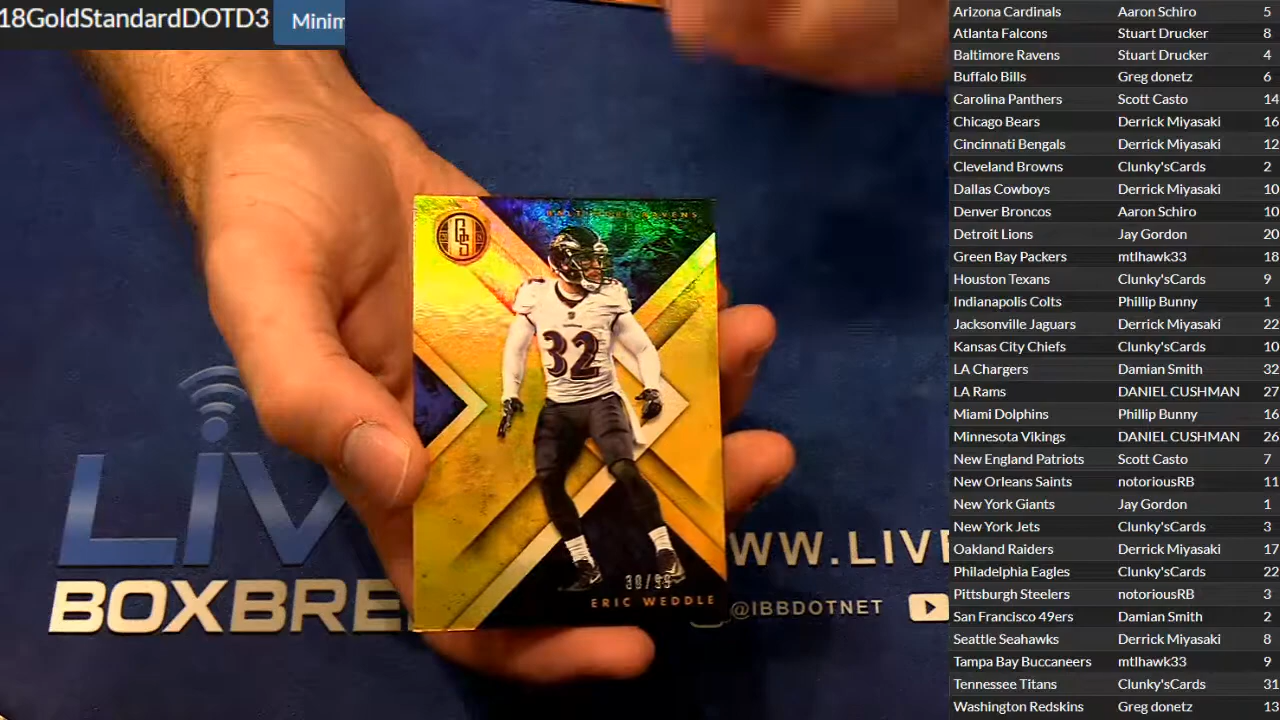 18GoldStandardDOTD3
Minim
Arizona Cardinals Aaron Schiro 5
Atlanta Falcons Stuart Drucker 8
Baltimore Ravens Stuart Drucker 4
Buffalo Bills Greg donetz 6
Carolina Panthers Scott Casto 14
Chicago Bears Derrick Miyasaki 16
Cincinnati Bengals Derrick Miyasaki 12
Cleveland Browns Clunky'sCards 2
Dallas Cowboys Derrick Miyasaki 10
Denver Broncos Aaron Schiro 10
Detroit Lions Jay Gordon 20
Green Bay Packers mtlhawk33 18
Houston Texans Clunky'sCards 9
Indianapolis Colts Phillip Bunny 1
Jacksonville Jaguars Derrick Miyasaki 22
Kansas City Chiefs Clunky'sCards 10
LA Chargers Damian Smith 32
LA Rams DANIEL CUSHMAN 27
Miami Dolphins Phillip Bunny 16
Minnesota Vikings DANIEL CUSHMAN 26
New England Patriots Scott Casto 7
New Orleans Saints notoriousRB 11
New York Giants Jay Gordon 1
New York Jets Clunky'sCards 3
Oakland Raiders Derrick Miyasaki 17
Philadelphia Eagles Clunky'sCards 22
Pittsburgh Steelers notoriousRB 3
San Francisco 49ers Damian Smith 2
Seattle Seahawks Derrick Miyasaki 8
Tampa Bay Buccaneers mtlhawk33 9
Tennessee Titans Clunky'sCards 31
Washington Redskins Greg donetz 13
BALTIMORE RAVENS
GS
32
30/99
ERIC WEDDLE
LIV
BOXBRE
WW.LIV
@IBBDOTNET